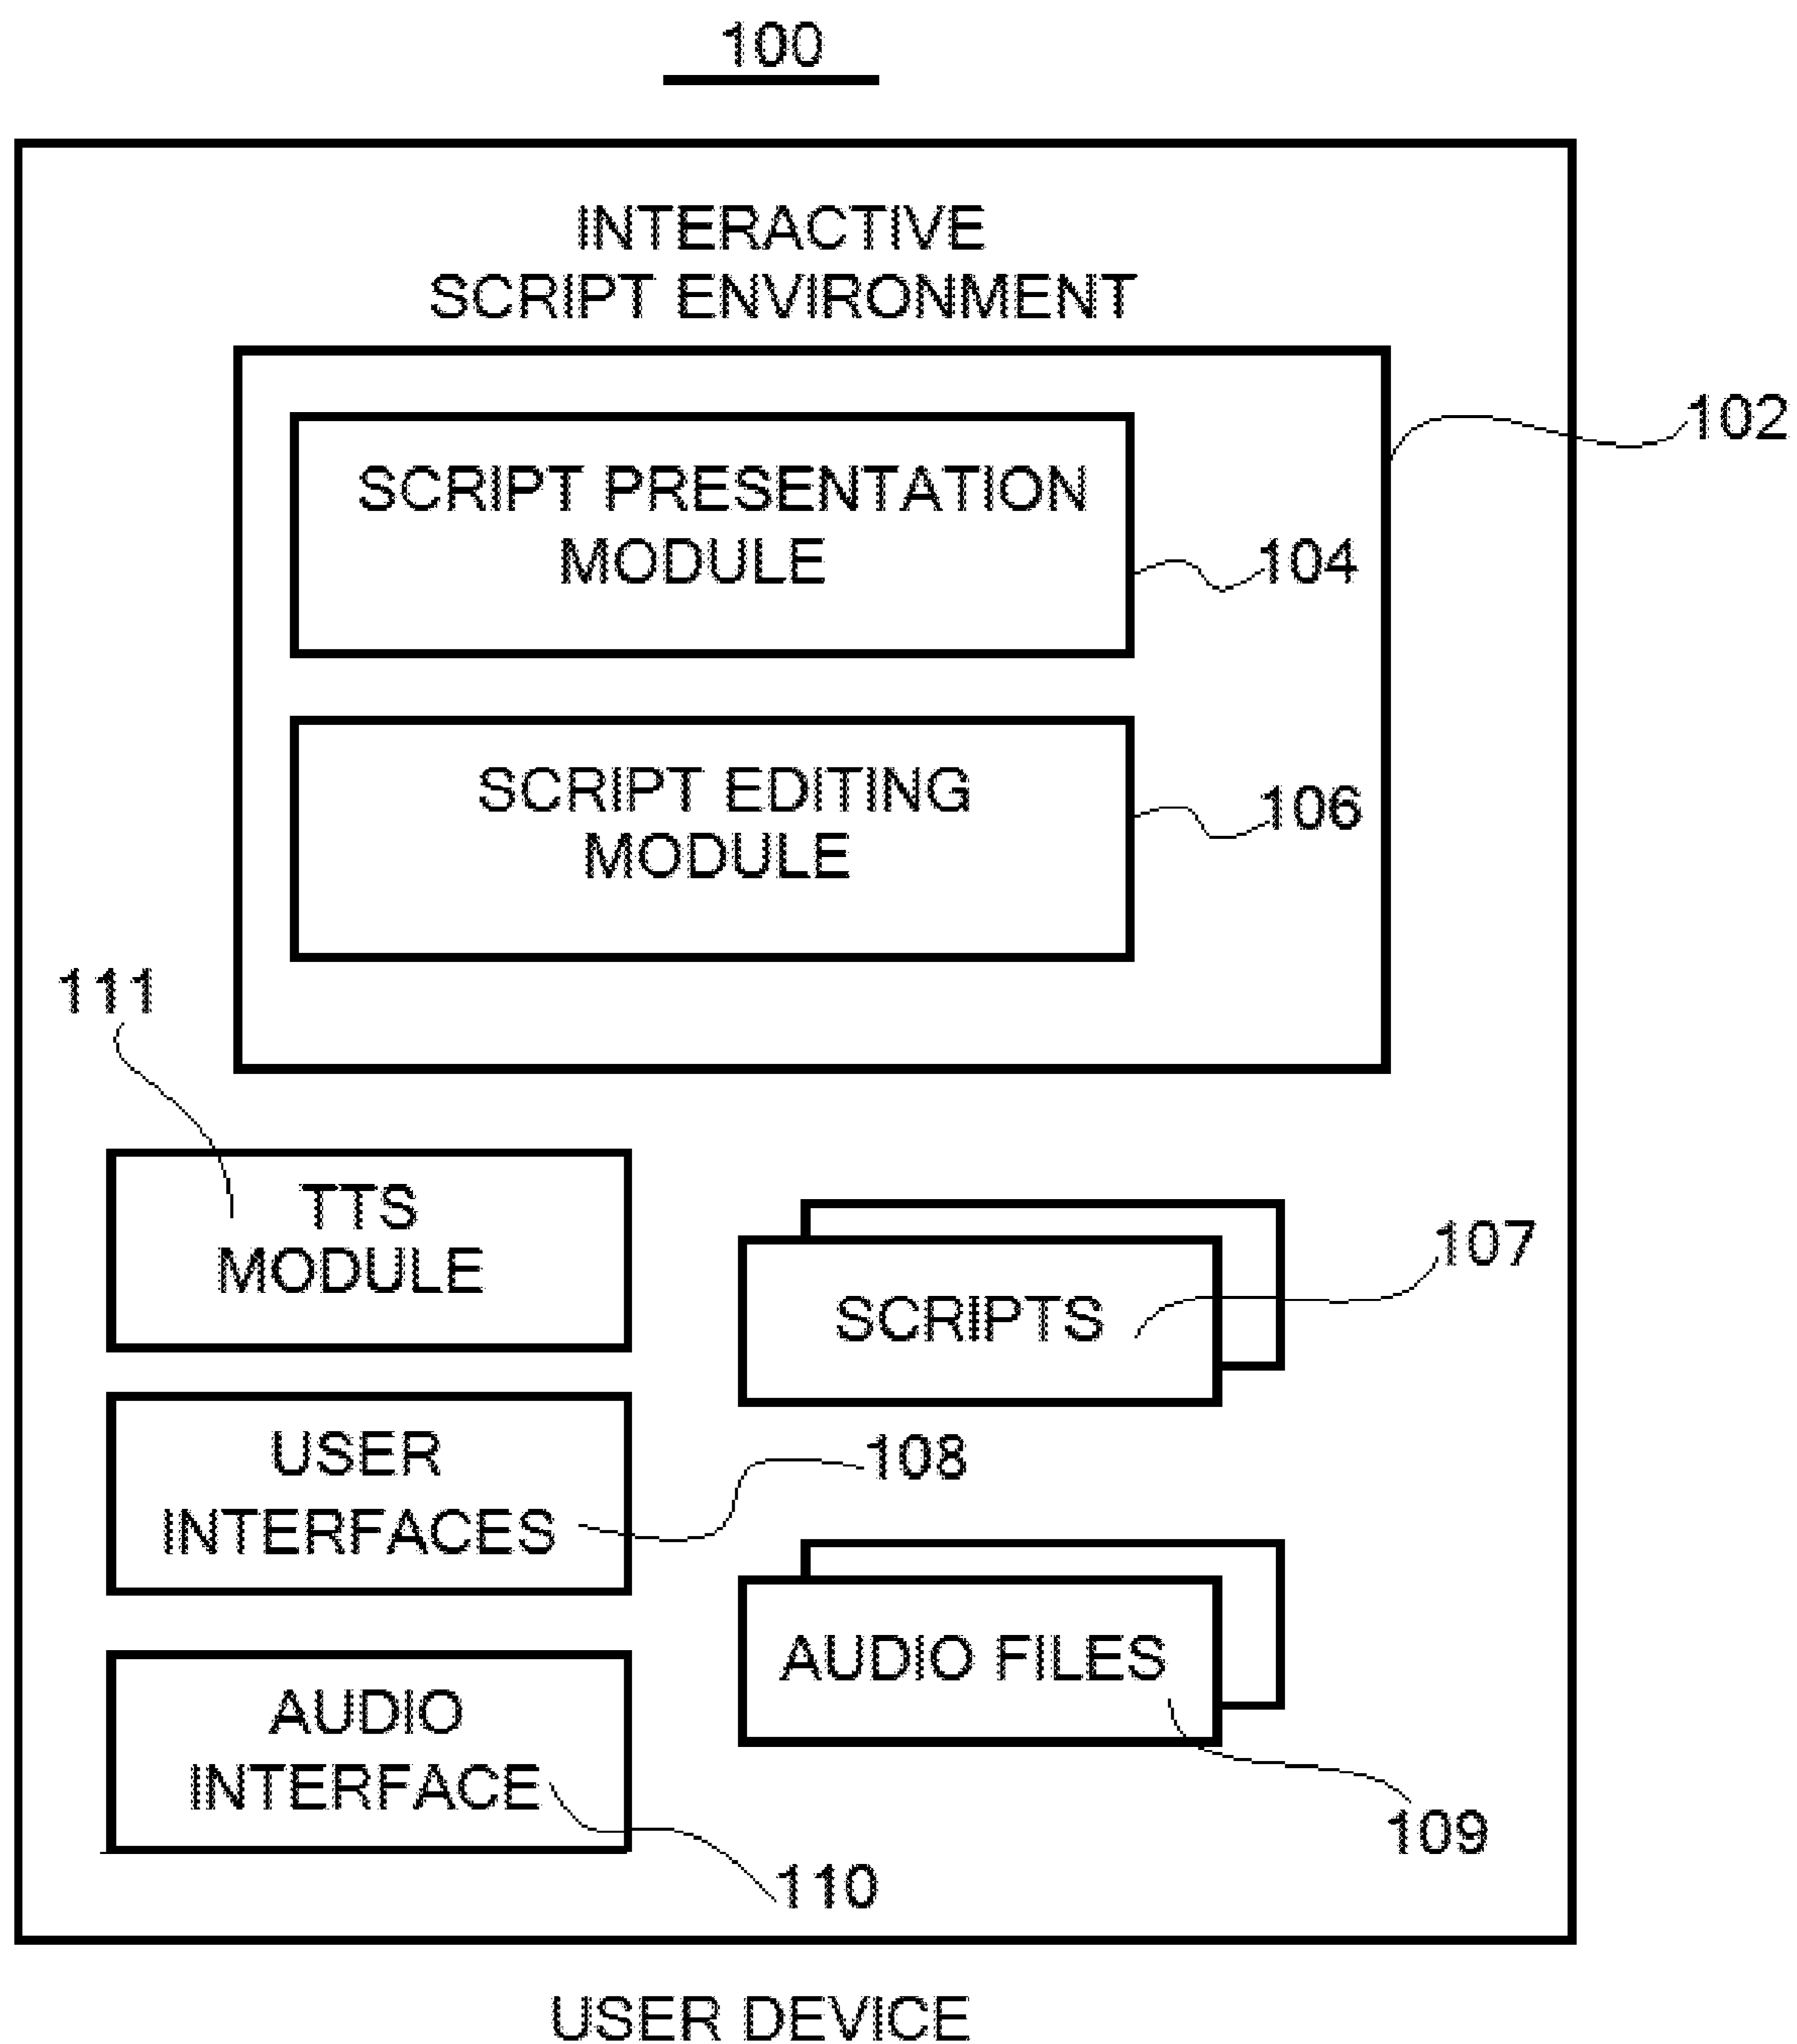 100
INTERACTIVE
SCRIPT ENVIRONMENT
102
SCRIPT PRESENTATION
MODULE
104
SCRIPT EDITING
MODULE
106
111
TTS
MODULE
SCRIPTS
107
USER
INTERFACES
108
AUDIO FILES
109
AUDIO
INTERFACE
110
USER DEVICE